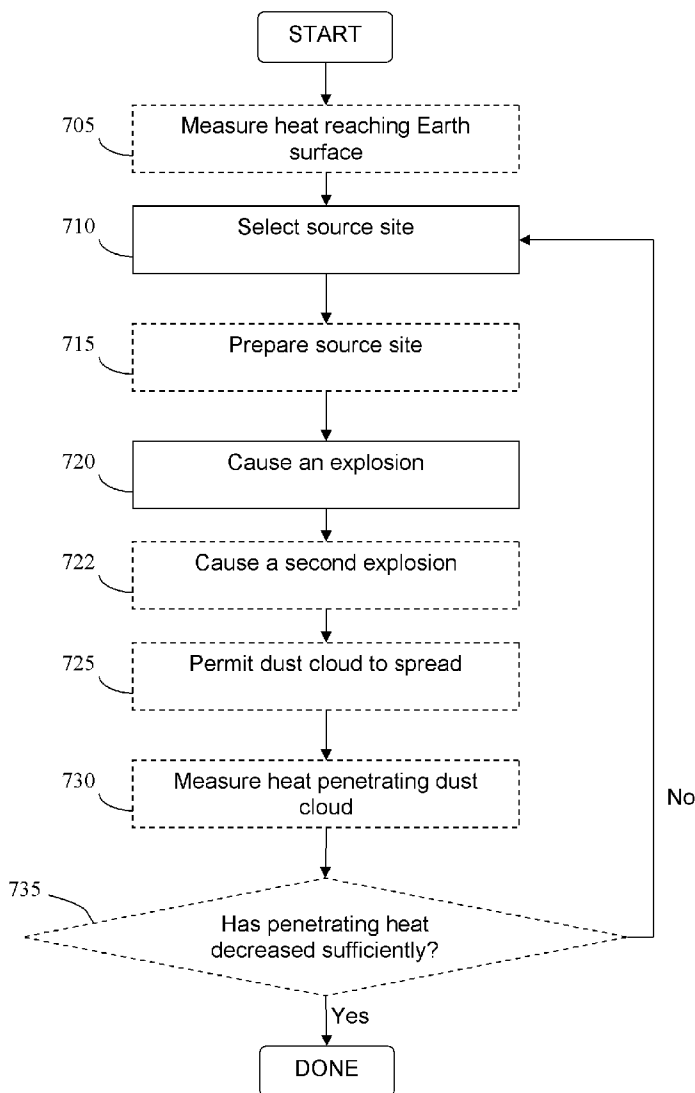 START
705
Measure heat reaching Earth
surface
710
Select source site
715
Prepare source site
720
Cause an explosion
722
Cause a second explosion
725
Permit dust cloud to spread
730
Measure heat penetrating dust
cloud
No
735
Has penetrating heat
decreased sufficiently?
Yes
DONE